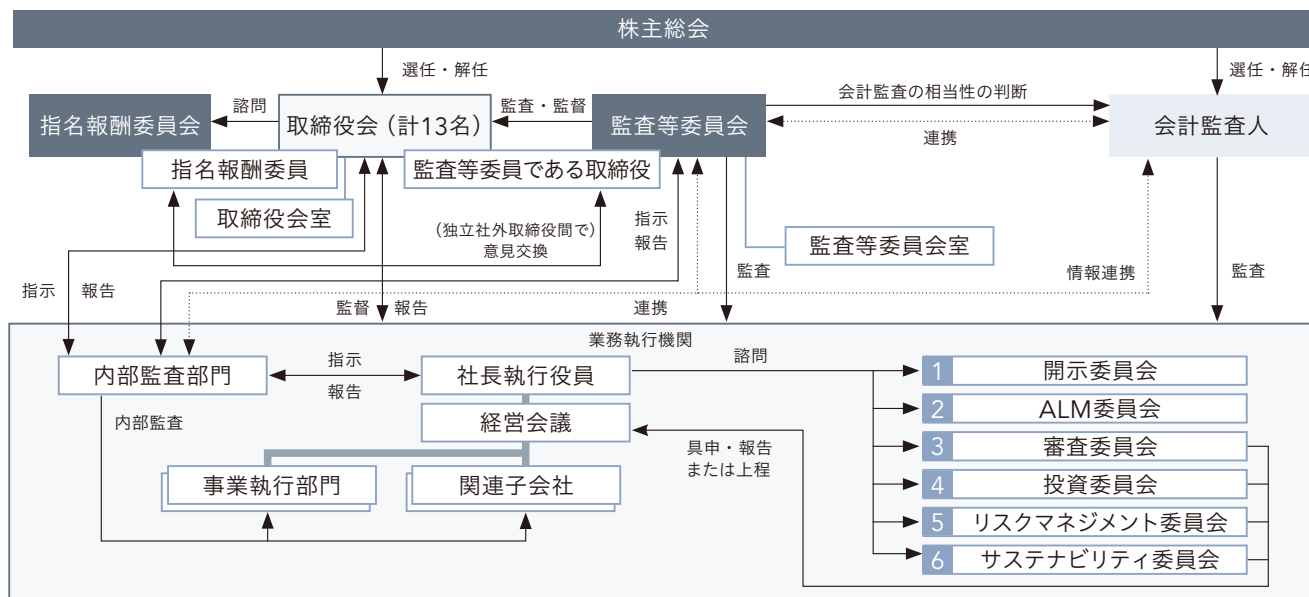 株主総会
選任・解任
選任・解任
指名報酬委員会
諮問
取締役会（計13名）
監査・監督
監査等委員会
会計監査の相当性の判断
連携
会計監査人
指名報酬委員
監査等委員である取締役
取締役会室
（独立社外取締役間で）
意見交換
指示
報告
監査等委員会室
指示
報告
監督
報告
連携
監査
情報連携
監査
業務執行機関
内部監査部門
指示
報告
社長執行役員
諮問
経営会議
内部監査
具申・報告
または上程
事業執行部門
関連子会社
1 開示委員会
2 ALM委員会
3 審査委員会
4 投資委員会
5 リスクマネジメント委員会
6 サステナビリティ委員会